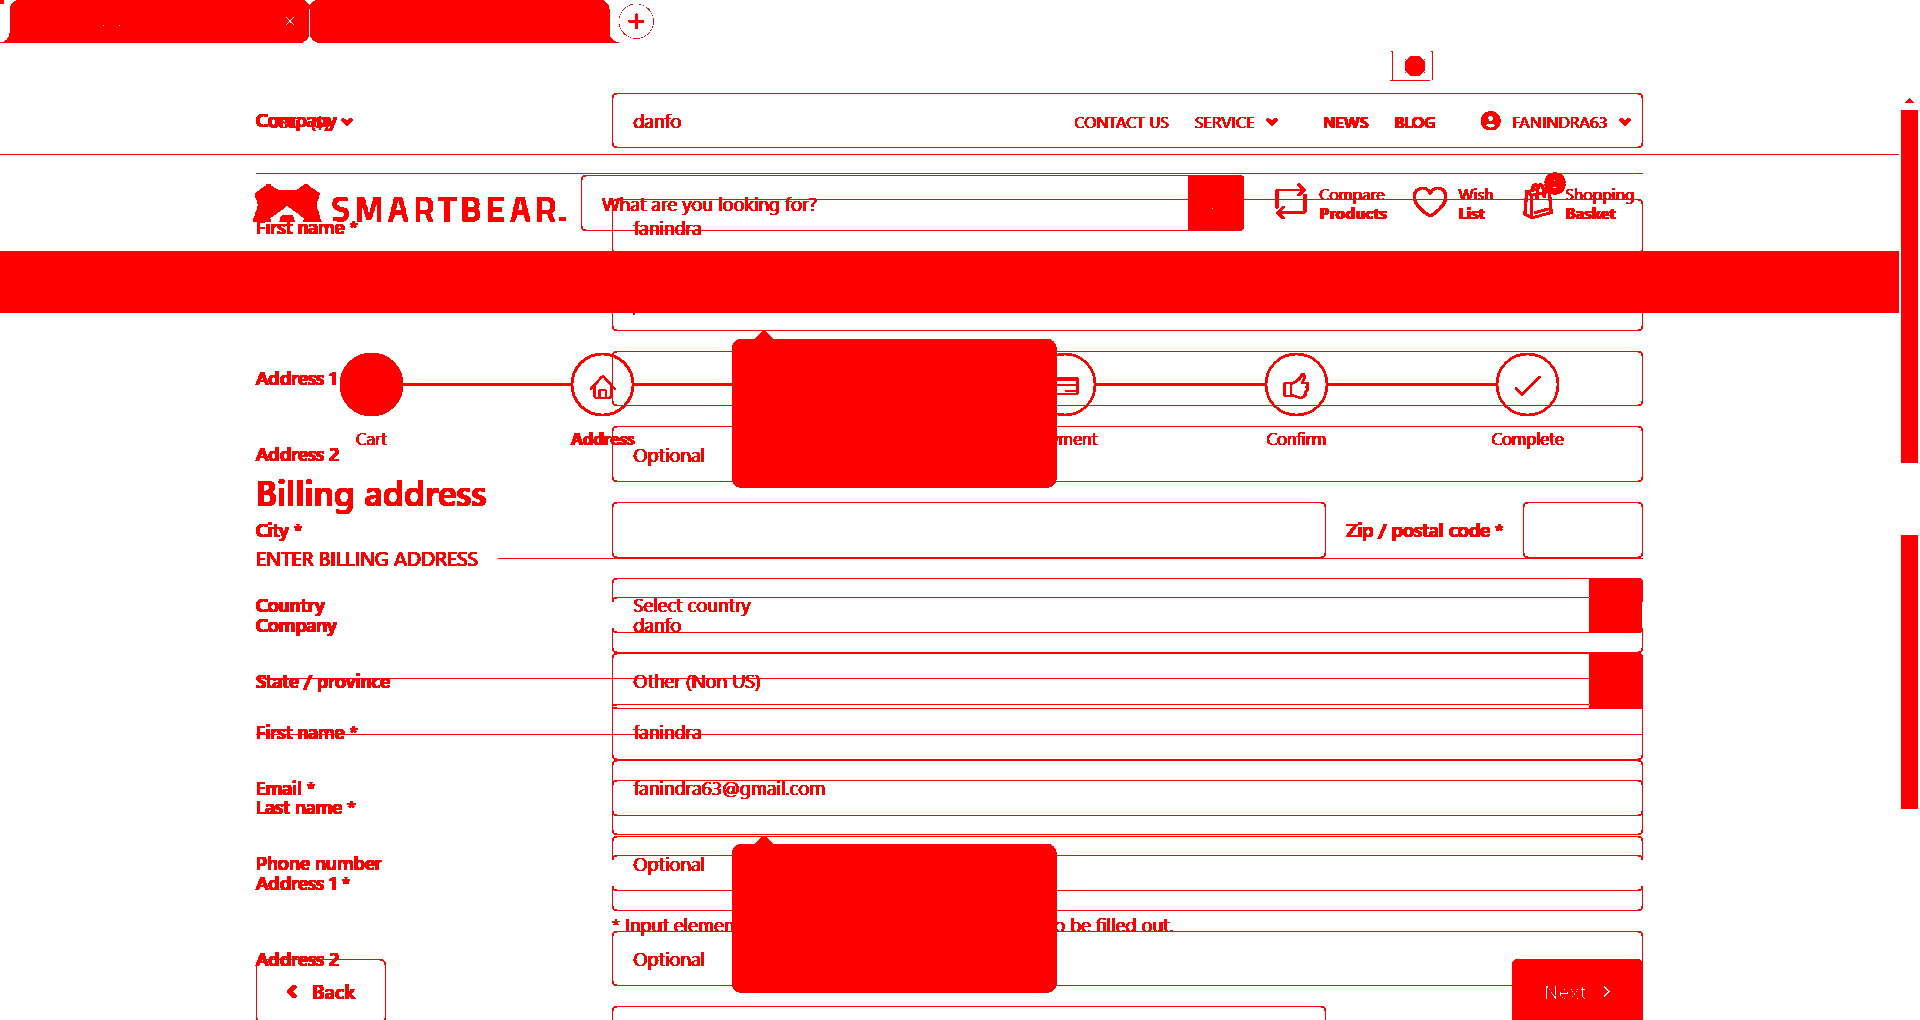 Company
danfo
CONTACT US SERVICE NEWS BLOG FANINDRA63
SMARTBEAR.
What are you looking for?
Compare Products
Wish List
Shopping Basket
First name *
fanindra
Address 1
Cart
Address
Confirm
Complete
Address 2
Optional
Billing address
City *
Zip / postal code *
ENTER BILLING ADDRESS
Country
Select country
Company
danfo
State / province
Other (Non US)
First name *
fanindra
Email *
fanindra63@gmail.com
Last name *
Phone number
Optional
Address 1 *
* Input
to be filled out.
Address 2
Optional
Back
Next